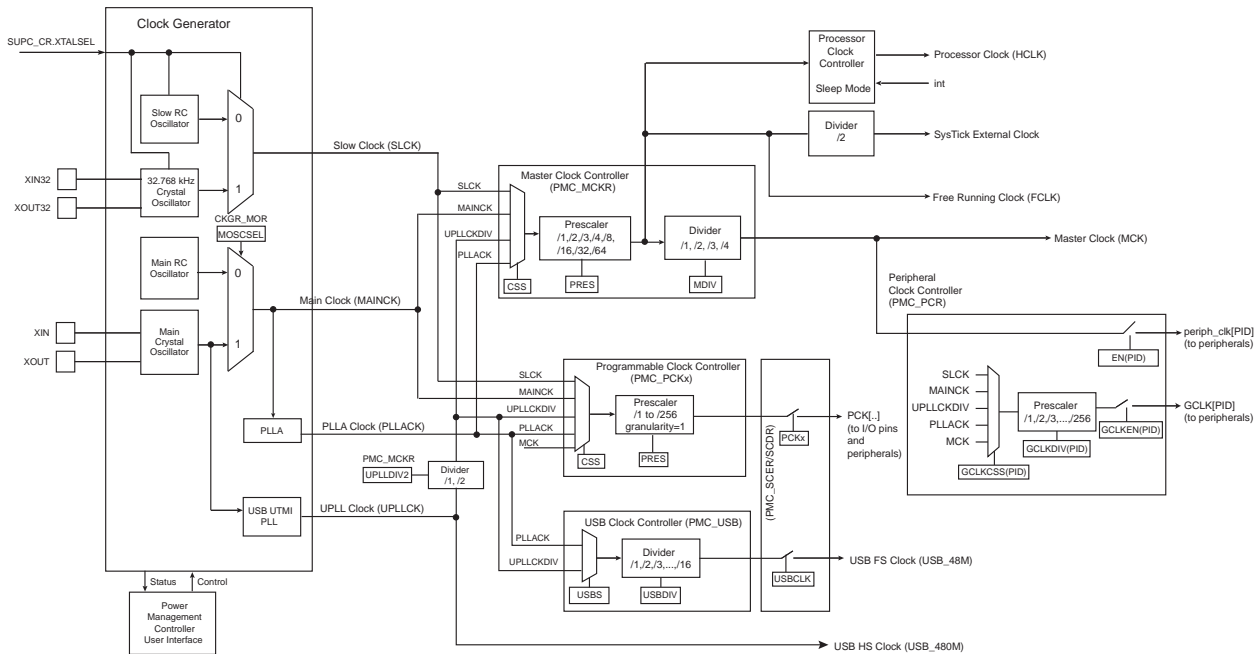 Clock Generator
SUPC_CR.XTALSEL
Slow RC
Oscillator
0
XIN32
XOUT32
32.768 kHz
Crystal
Oscillator
1
Slow Clock (SLCK)
CKGR_MOR
MOSCSEL
Main RC
Oscillator
0
XIN
XOUT
Main
Crystal
Oscillator
1
Main Clock (MAINCK)
PLLA
PLLA Clock (PLLACK)
PMC_MCKR
UPLLDIV2
Divider
/1, /2
USB UTMI
PLL
UPLL Clock (UPLLCK)
Status
Control
Power
Management
Controller
User Interface
Master Clock Controller
(PMC_MCKR)
SLCK
MAINCK
UPLLCKDIV
PLLACK
CSS
Prescaler
/1,/2,/3,/4,/8,
/16,/32,/64
PRES
Divider
/1, /2, /3, /4
MDIV
Processor
Clock
Controller
Sleep Mode
Processor Clock (HCLK)
int
Divider
/2
SysTick External Clock
Free Running Clock (FCLK)
Master Clock (MCK)
Programmable Clock Controller
(PMC_PCKx)
SLCK
MAINCK
UPLLCKDIV
PLLACK
MCK
CSS
Prescaler
/1 to /256
granularity=1
PRES
(PMC_SCER/SCDR)
PCKx
PCK[..]
(to I/O pins
and
peripherals)
USB Clock Controller (PMC_USB)
PLLACK
UPLLCKDIV
USBS
Divider
/1,/2,/3,...,/16
USBDIV
USBCLK
USB FS Clock (USB_48M)
USB HS Clock (USB_480M)
Peripheral
Clock Controller
(PMC_PCR)
EN(PID)
periph_clk[PID]
(to peripherals)
SLCK
MAINCK
UPLLCKDIV
PLLACK
MCK
GCLKCSS(PID)
Prescaler
/1,/2,/3,...,/256
GCLKDIV(PID)
GCLKEN(PID)
GCLK[PID]
(to peripherals)